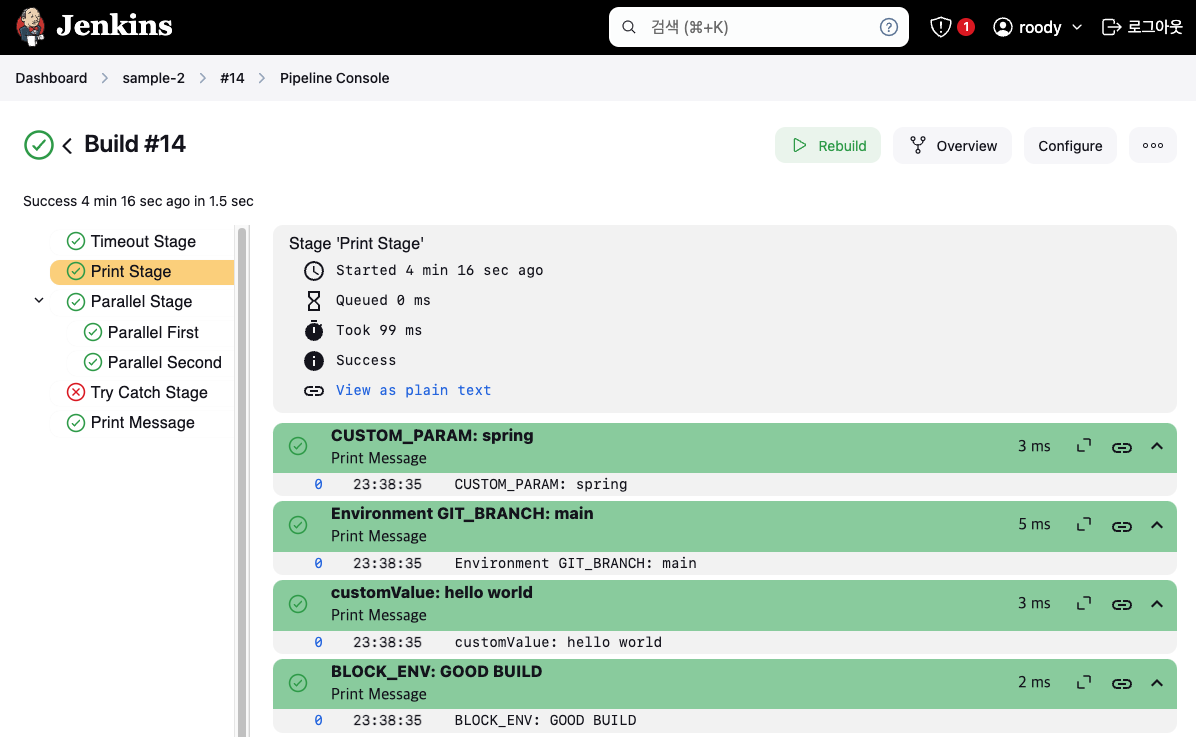 Jenkins
검색 (⌘+K)
?
1
roody
로그아웃
Dashboard
sample-2
#14
Pipeline Console
Build #14
Rebuild
Overview
Configure
Success 4 min 16 sec ago in 1.5 sec
Timeout Stage
Print Stage
Parallel Stage
Parallel First
Parallel Second
Try Catch Stage
Print Message
Stage 'Print Stage'
Started 4 min 16 sec ago
Queued 0 ms
Took 99 ms
Success
View as plain text
CUSTOM_PARAM: spring
Print Message
3 ms
0 23:38:35 CUSTOM_PARAM: spring
Environment GIT_BRANCH: main
Print Message
5 ms
0 23:38:35 Environment GIT_BRANCH: main
customValue: hello world
Print Message
3 ms
0 23:38:35 customValue: hello world
BLOCK_ENV: GOOD BUILD
Print Message
2 ms
0 23:38:35 BLOCK_ENV: GOOD BUILD